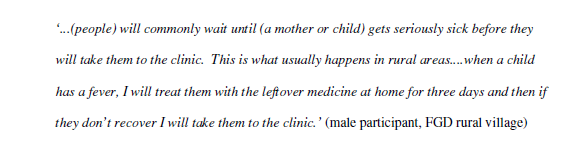 ‘...(people) will commonly wait until (a mother or child) gets seriously sick before they
will take them to the clinic. This is what usually happens in rural areas....when a child
has a fever, I will treat them with the leftover medicine at home for three days and then if
they don’t recover I will take them to the clinic.’ (male participant, FGD rural village)